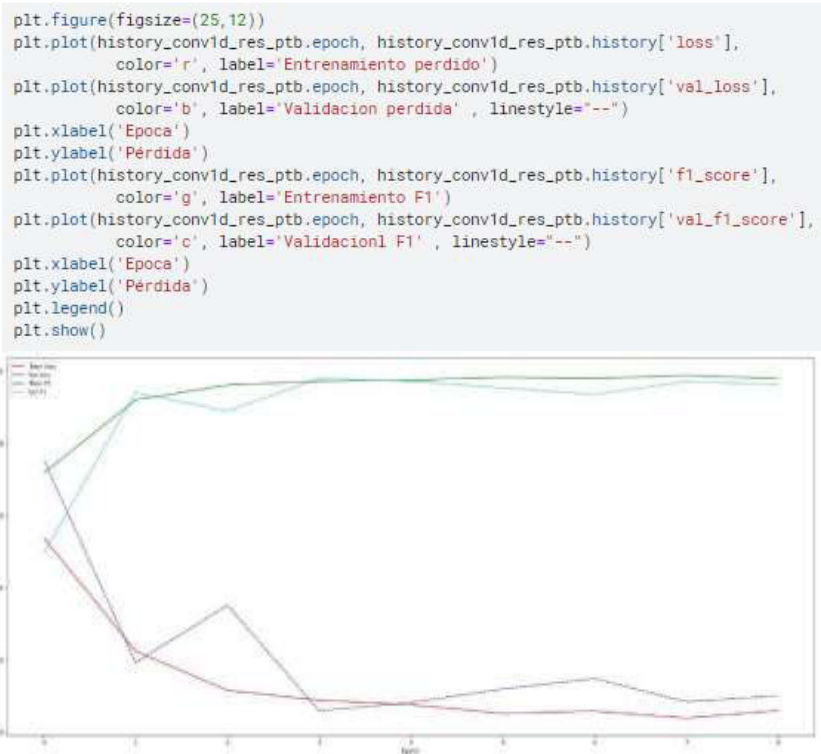 plt.figure(figsize=(25,12))
plt.plot(history_conv1d_res_ptb.epoch, history_conv1d_res_ptb.history['loss'],
color='r', label='Entrenamiento perdido')
plt.plot(history_conv1d_res_ptb.epoch, history_conv1d_res_ptb.history['val_loss'],
color='b', label='Validacion perdida' , linestyle="--")
plt.xlabel('Epoca')
plt.ylabel('Pérdida')
plt.plot(history_conv1d_res_ptb.epoch, history_conv1d_res_ptb.history['f1_score'],
color='g', label='Entrenamiento F1')
plt.plot(history_conv1d_res_ptb.epoch, history_conv1d_res_ptb.history['val_f1_score'],
color='c', label='Validacionl F1' , linestyle="--")
plt.xlabel('Epoca')
plt.ylabel('Pérdida')
plt.legend()
plt.show()